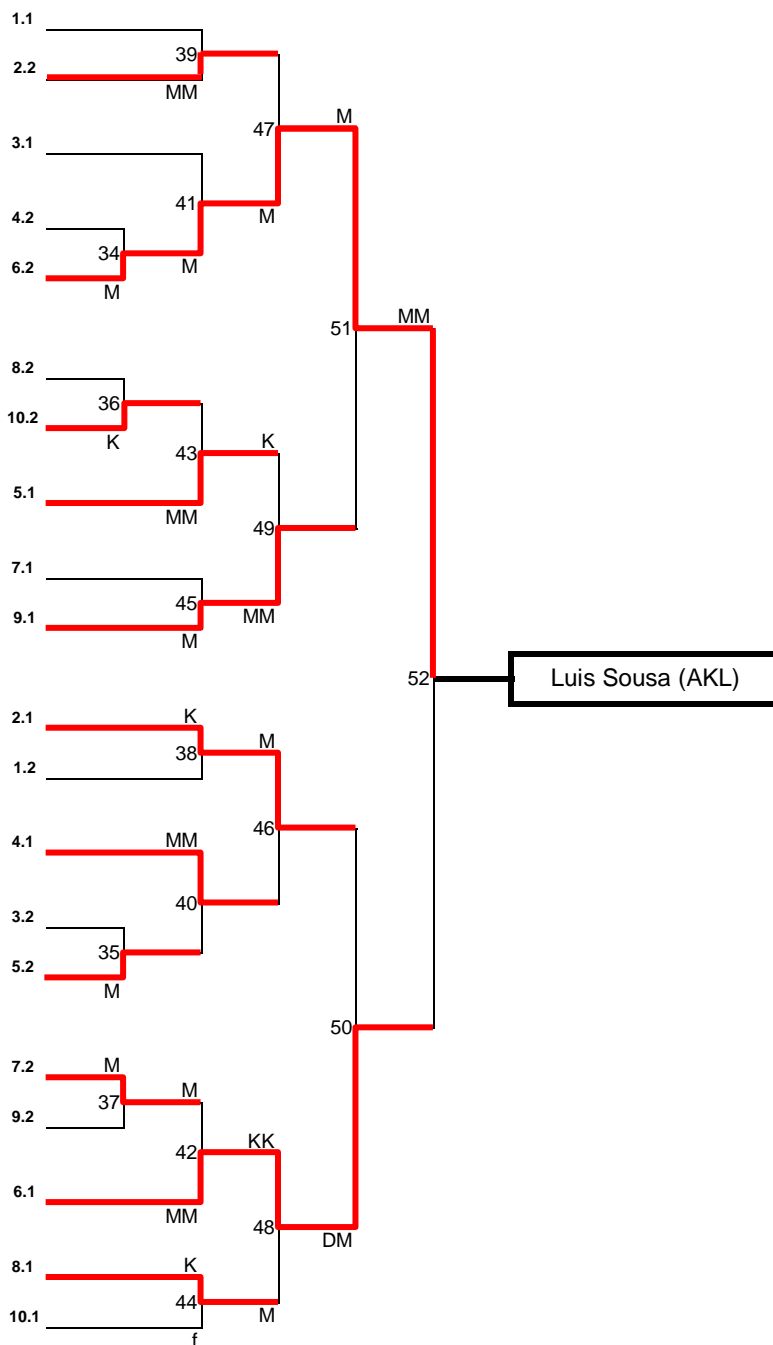 1.1
39
2.2
MM
M
47
3.1
41
M
4.2
34
M
6.2
M
51
MM
8.2
36
10.2
K
43
K
5.1
MM
49
7.1
45
MM
9.1
M
52
Luis Sousa (AKL)
2.1
K
M
38
1.2
46
4.1
MM
40
3.2
35
5.2
M
50
7.2
M
M
37
9.2
42
KK
6.1
MM
48
DM
8.1
K
44
M
10.1
f